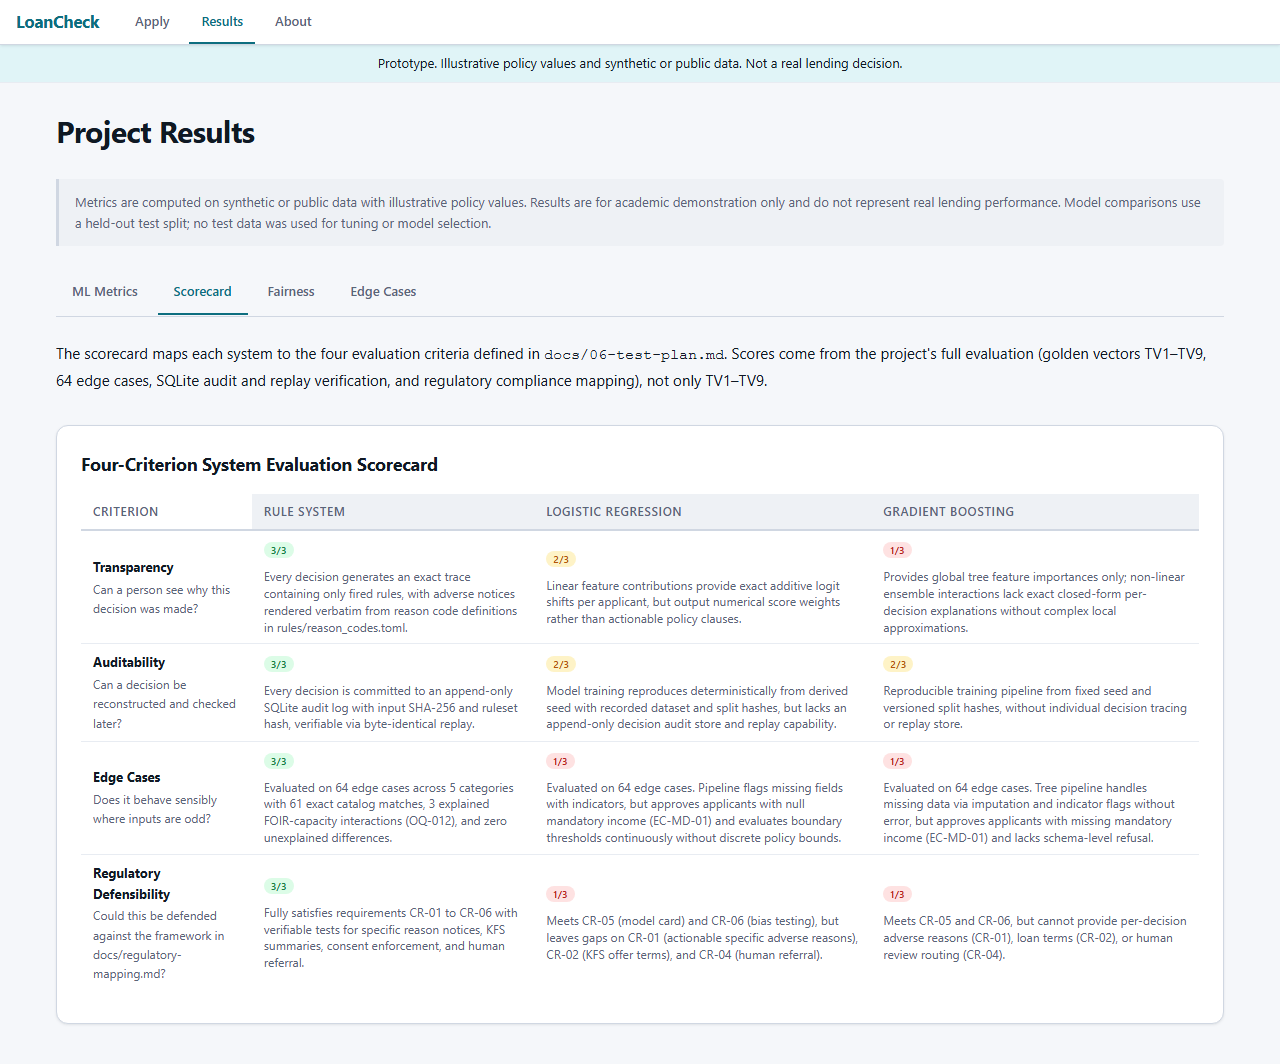 LoanCheck Apply Results About
Prototype. Illustrative policy values and synthetic or public data. Not a real lending decision.
Project Results
Metrics are computed on synthetic or public data with illustrative policy values. Results are for academic demonstration only and do not represent real lending performance. Model comparisons use
a held-out test split; no test data was used for tuning or model selection.
ML Metrics Scorecard Fairness Edge Cases
The scorecard maps each system to the four evaluation criteria defined in docs/06-test-plan.md. Scores come from the project's full evaluation (golden vectors TV1–TV9,
64 edge cases, SQLite audit and replay verification, and regulatory compliance mapping), not only TV1–TV9.
Four-Criterion System Evaluation Scorecard
CRITERION RULE SYSTEM LOGISTIC REGRESSION GRADIENT BOOSTING
Transparency
Can a person see why this
decision was made?
3/3
Every decision generates an exact trace
containing only fired rules, with adverse notices
rendered verbatim from reason code definitions
in rules/reason_codes.toml.
2/3
Linear feature contributions provide exact additive logit
shifts per applicant, but output numerical score weights
rather than actionable policy clauses.
1/3
Provides global tree feature importances only; non-linear
ensemble interactions lack exact closed-form per-
decision explanations without complex local
approximations.
Auditability
Can a decision be
reconstructed and checked
later?
3/3
Every decision is committed to an append-only
SQLite audit log with input SHA-256 and ruleset
hash, verifiable via byte-identical replay.
2/3
Model training reproduces deterministically from derived
seed with recorded dataset and split hashes, but lacks an
append-only decision audit store and replay capability.
2/3
Reproducible training pipeline from fixed seed and
versioned split hashes, without individual decision tracing
or replay store.
Edge Cases
Does it behave sensibly
where inputs are odd?
3/3
Evaluated on 64 edge cases across 5 categories
with 61 exact catalog matches, 3 explained
FOIR-capacity interactions (OQ-012), and zero
unexplained differences.
1/3
Evaluated on 64 edge cases. Pipeline flags missing fields
with indicators, but approves applicants with null
mandatory income (EC-MD-01) and evaluates boundary
thresholds continuously without discrete policy bounds.
1/3
Evaluated on 64 edge cases. Tree pipeline handles
missing data via imputation and indicator flags without
error, but approves applicants with missing mandatory
income (EC-MD-01) and lacks schema-level refusal.
Regulatory
Defensibility
Could this be defended
against the framework in
docs/regulatory-
mapping.md?
3/3
Fully satisfies requirements CR-01 to CR-06 with
verifiable tests for specific reason notices, KFS
summaries, consent enforcement, and human
referral.
1/3
Meets CR-05 (model card) and CR-06 (bias testing), but
leaves gaps on CR-01 (actionable specific adverse reasons),
CR-02 (KFS offer terms), and CR-04 (human referral).
1/3
Meets CR-05 and CR-06, but cannot provide per-decision
adverse reasons (CR-01), loan terms (CR-02), or human
review routing (CR-04).